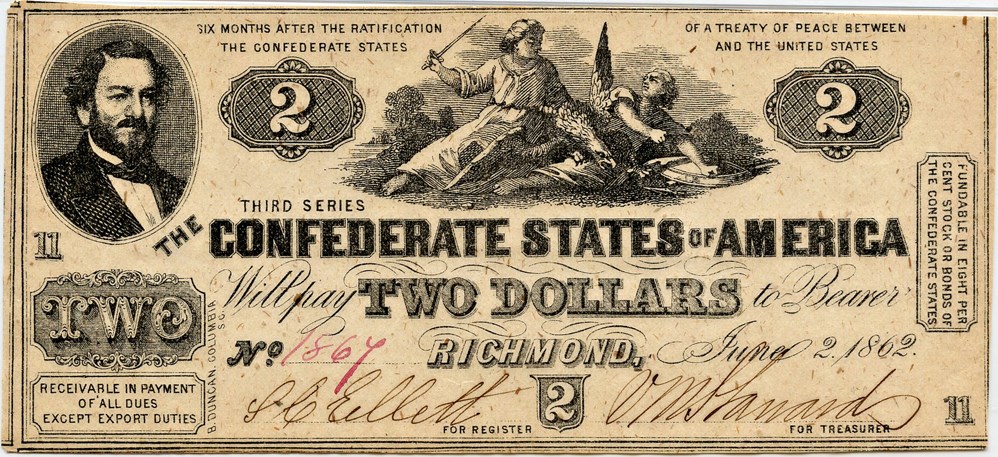 SIX MONTHS AFTER THE RATIFICATION
OF A TREATY OF PEACE BETWEEN
THE CONFEDERATE STATES
AND THE UNITED STATES
2
2
THIRD SERIES
THE CONFEDERATE STATES OF AMERICA
11
Will pay TWO DOLLARS to Bearer
TWO
No. 1867
RICHMOND, June 2. 1862.
RECEIVABLE IN PAYMENT
OF ALL DUES
EXCEPT EXPORT DUTIES
B. DUNCAN, COLUMBIA
S.C.
FOR REGISTER
2
FOR TREASURER
11
FUNDABLE IN EIGHT PER
CENT STOCK OR BONDS OF
THE CONFEDERATE STATES